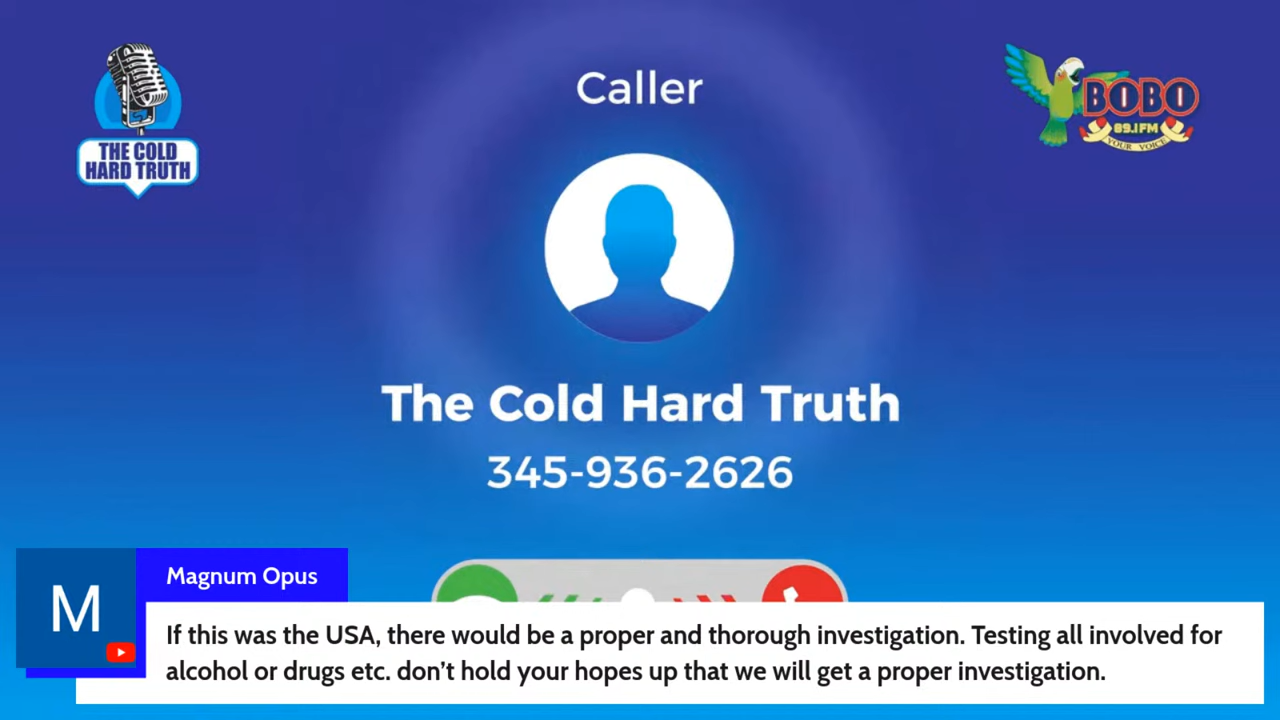 Caller
THE COLD
HARD TRUTH
BOBO
89.1 FM
YOUR VOICE
The Cold Hard Truth
345-936-2626
M
Magnum Opus
If this was the USA, there would be a proper and thorough investigation. Testing all involved for
alcohol or drugs etc. don’t hold your hopes up that we will get a proper investigation.